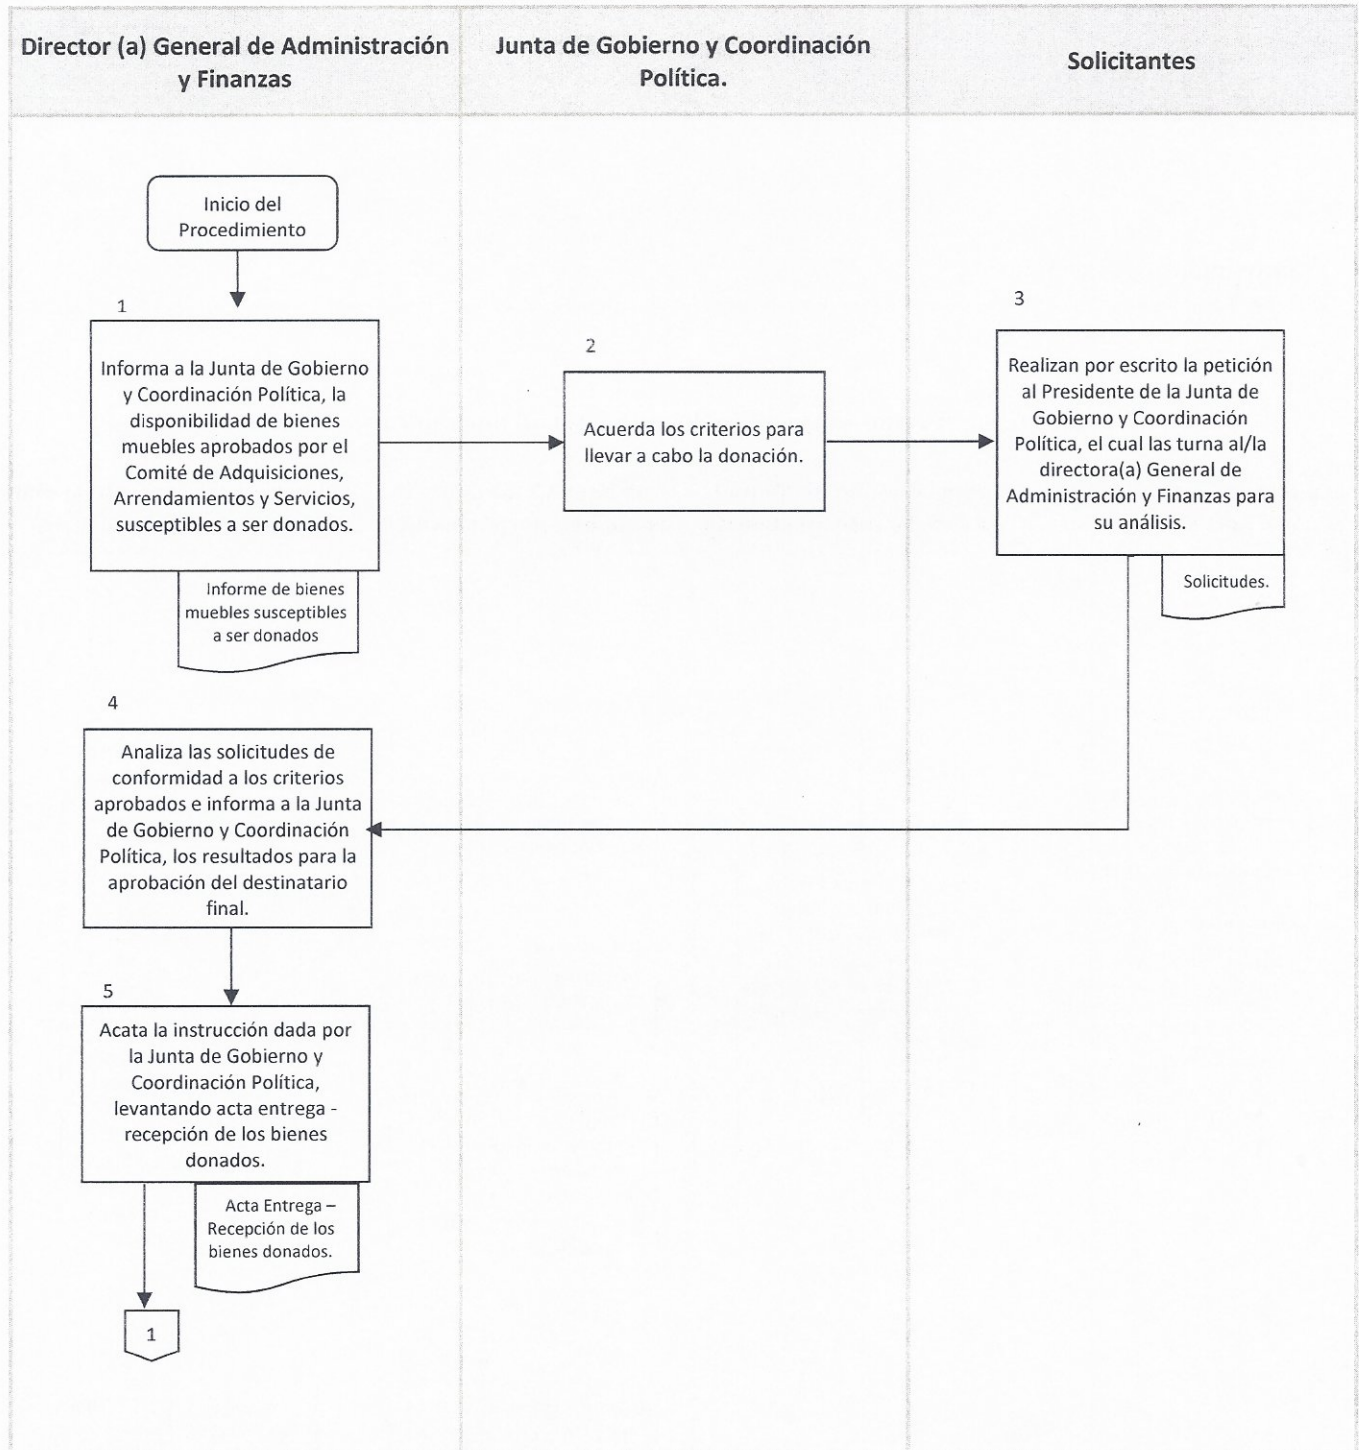 Director (a) General de Administración
y Finanzas
Junta de Gobierno y Coordinación
Política.
Solicitantes
Inicio del
Procedimiento
1
Informa a la Junta de Gobierno
y Coordinación Política, la
disponibilidad de bienes
muebles aprobados por el
Comité de Adquisiciones,
Arrendamientos y Servicios,
susceptibles a ser donados.
Informe de bienes
muebles susceptibles
a ser donados
2
Acuerda los criterios para
llevar a cabo la donación.
3
Realizan por escrito la petición
al Presidente de la Junta de
Gobierno y Coordinación
Política, el cual las turna al/la
directora(a) General de
Administración y Finanzas para
su análisis.
Solicitudes.
4
Analiza las solicitudes de
conformidad a los criterios
aprobados e informa a la Junta
de Gobierno y Coordinación
Política, los resultados para la
aprobación del destinatario
final.
5
Acata la instrucción dada por
la Junta de Gobierno y
Coordinación Política,
levantando acta entrega -
recepción de los bienes
donados.
Acta Entrega –
Recepción de los
bienes donados.
1